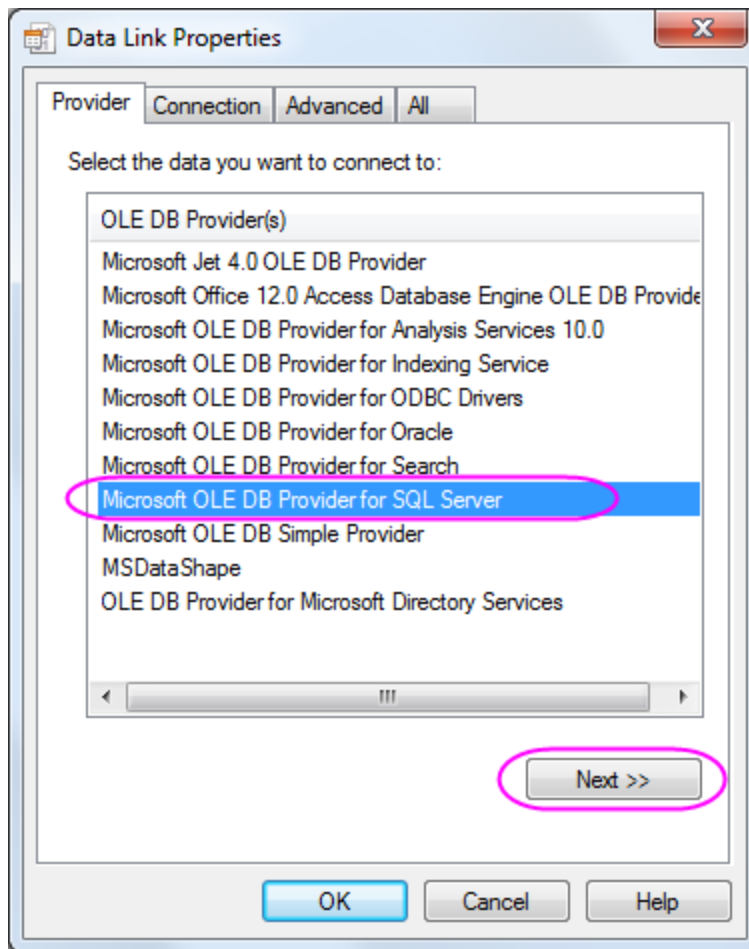 Data Link Properties
Provider Connection Advanced All
Select the data you want to connect to:
OLE DB Provider(s)
Microsoft Jet 4.0 OLE DB Provider
Microsoft Office 12.0 Access Database Engine OLE DB Provide
Microsoft OLE DB Provider for Analysis Services 10.0
Microsoft OLE DB Provider for Indexing Service
Microsoft OLE DB Provider for ODBC Drivers
Microsoft OLE DB Provider for Oracle
Microsoft OLE DB Provider for Search
Microsoft OLE DB Provider for SQL Server
Microsoft OLE DB Simple Provider
MSDataShape
OLE DB Provider for Microsoft Directory Services
Next >>
OK Cancel Help